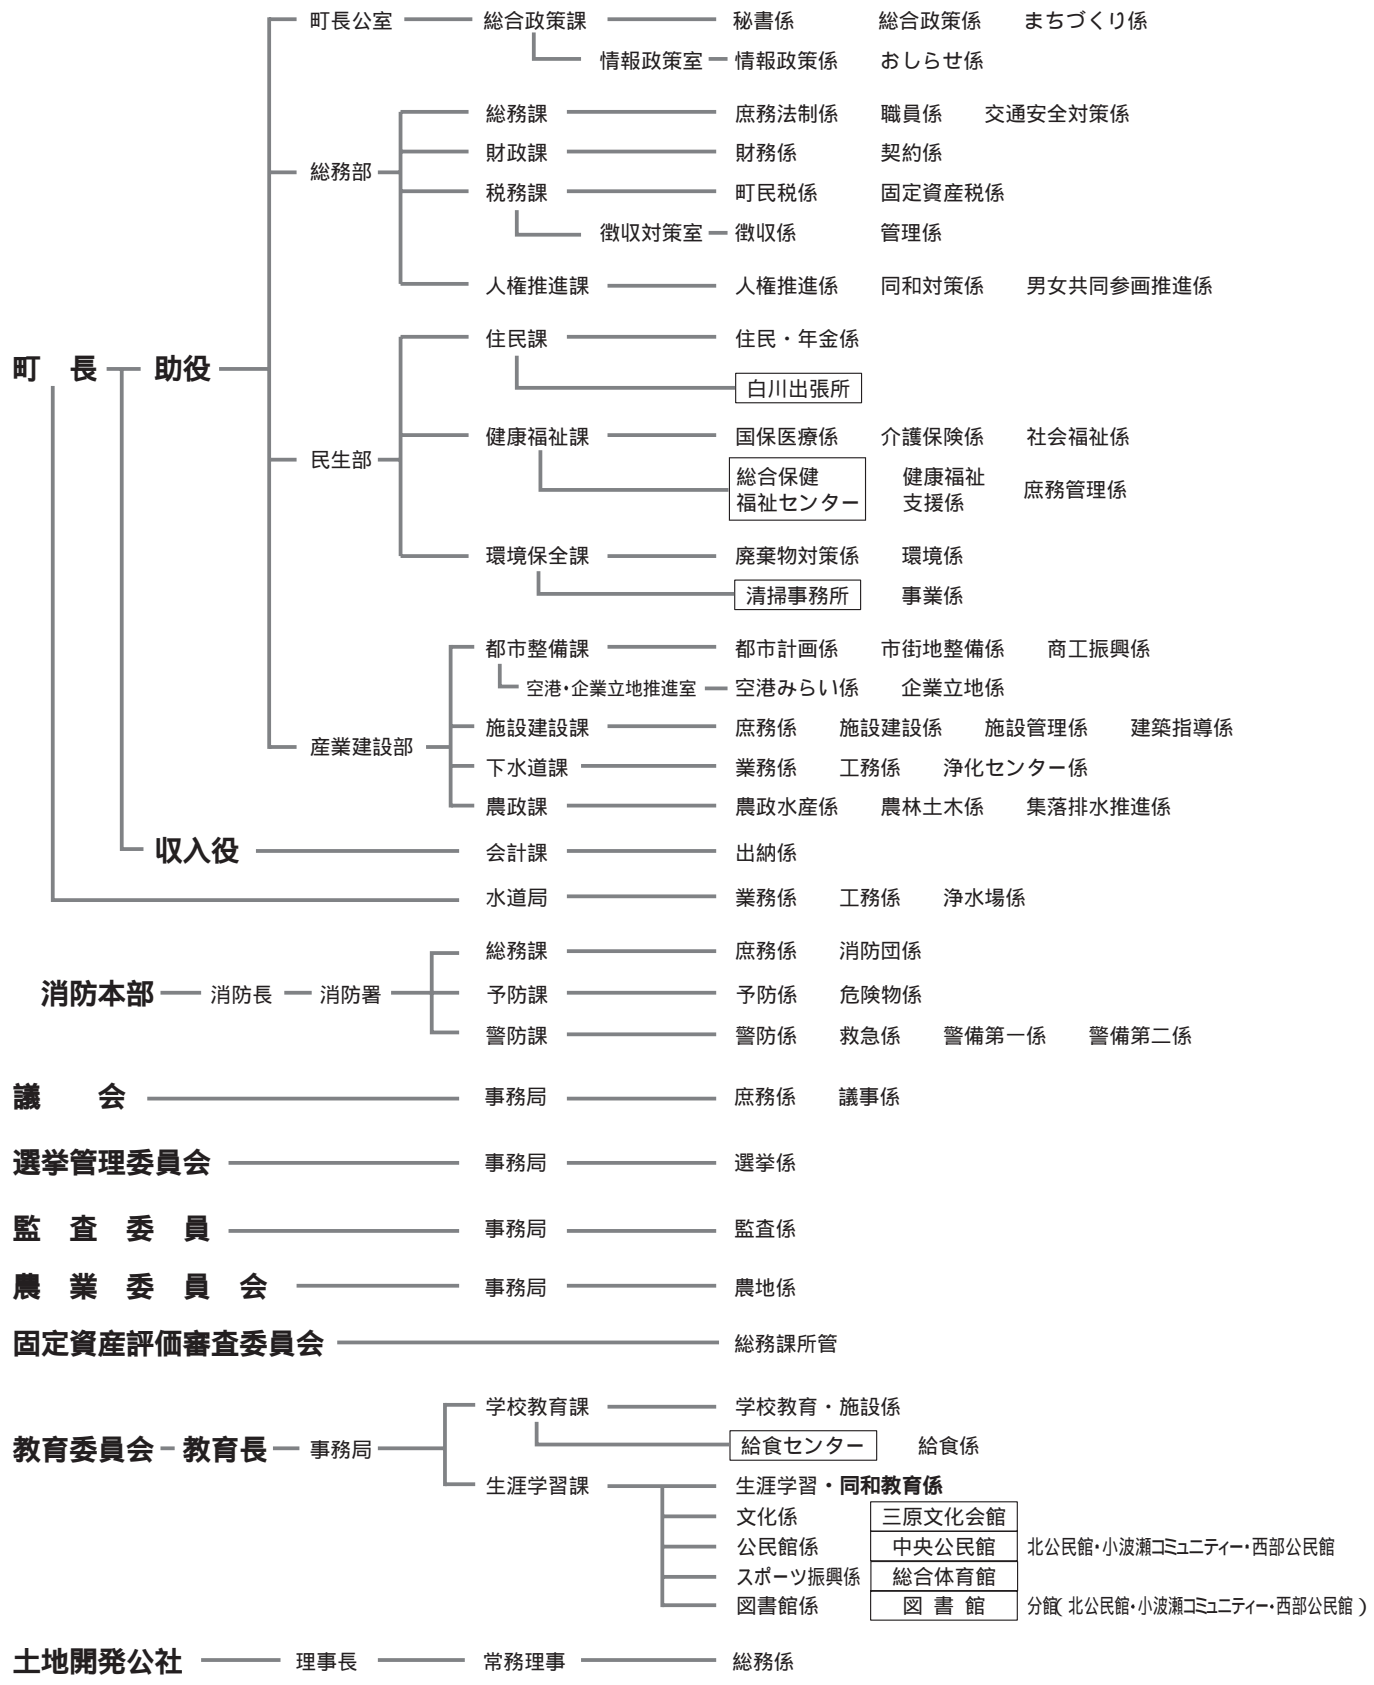 町長公室 総合政策課 秘書係 総合政策係 まちづくり係
情報政策室 情報政策係 おしらせ係
総務課 庶務法制係 職員係 交通安全対策係
財政課 財務係 契約係
総務部
税務課 町民税係 固定資産税係
徴収対策室 徴収係 管理係
人権推進課 人権推進係 同和対策係 男女共同参画推進係
住民課 住民・年金係
町 長 助役
白川出張所
健康福祉課 国保医療係 介護保険係 社会福祉係
民生部
総合保健 健康福祉
福祉センター 支援係 庶務管理係
環境保全課 廃棄物対策係 環境係
清掃事務所 事業係
都市整備課 都市計画係 市街地整備係 商工振興係
空港・企業立地推進室 空港みらい係 企業立地係
施設建設課 庶務係 施設建設係 施設管理係 建築指導係
産業建設部
下水道課 業務係 工務係 浄化センター係
農政課 農政水産係 農林土木係 集落排水推進係
収入役 会計課 出納係
水道局 業務係 工務係 浄水場係
総務課 庶務係 消防団係
消防本部 消防長 消防署 予防課 予防係 危険物係
警防課 警防係 救急係 警備第一係 警備第二係
議 会 事務局 庶務係 議事係
選挙管理委員会 事務局 選挙係
監 査 委 員 事務局 監査係
農 業 委 員 会 事務局 農地係
固定資産評価審査委員会 総務課所管
学校教育課 学校教育・施設係
教育委員会 教育長 事務局 給食センター 給食係
生涯学習課 生涯学習・同和教育係
文化係 三原文化会館
公民館係 中央公民館 北公民館・小波瀬コミュニティー・西部公民館
スポーツ振興係 総合体育館
図書館係 図 書 館 分館( 北公民館・小波瀬コミュニティー・西部公民館 )
土地開発公社 理事長 常務理事 総務係